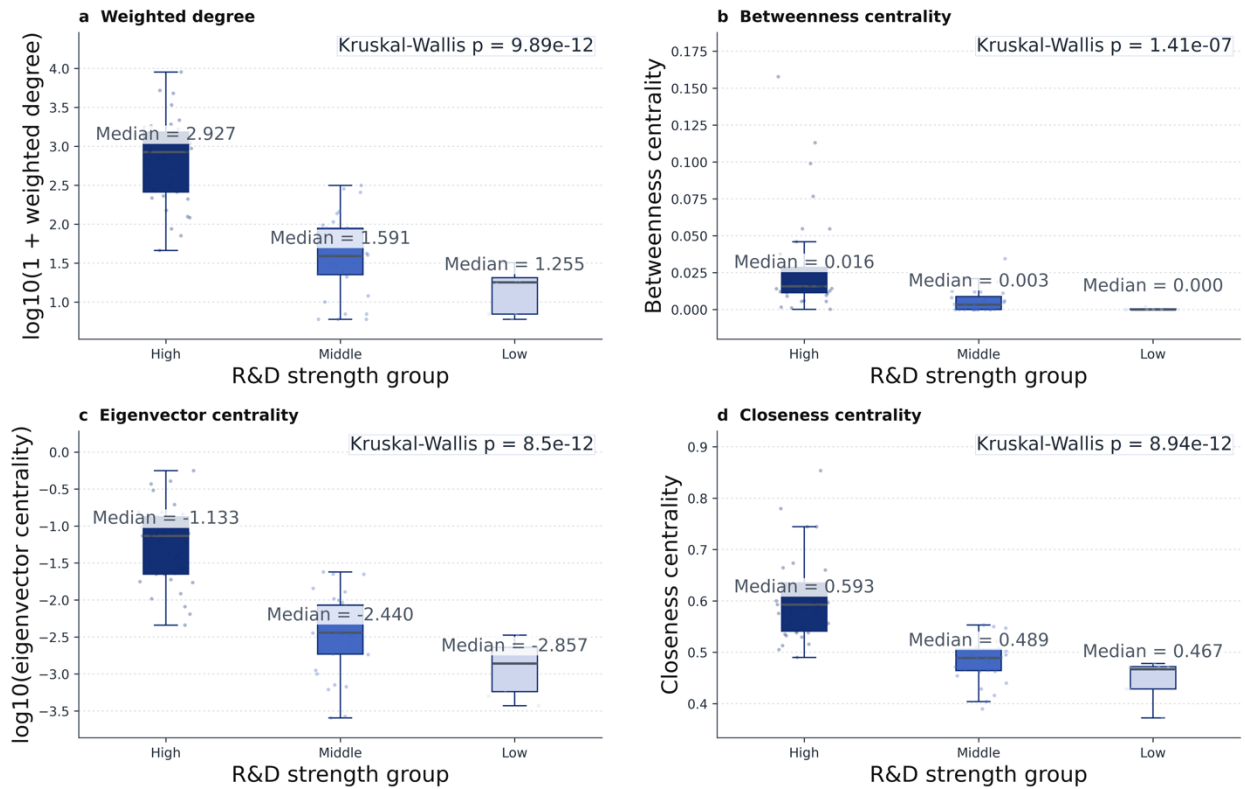 a Weighted degree
Kruskal-Wallis p = 9.89e-12
log10(1 + weighted degree)
4.0
3.5
3.0
2.5
2.0
1.5
1.0
Median = 2.927
Median = 1.591
Median = 1.255
High
Middle
Low
R&D strength group
b Betweenness centrality
Kruskal-Wallis p = 1.41e-07
Betweenness centrality
0.175
0.150
0.125
0.100
0.075
0.050
0.025
0.000
Median = 0.016
Median = 0.003
Median = 0.000
High
Middle
Low
R&D strength group
c Eigenvector centrality
Kruskal-Wallis p = 8.5e-12
log10(eigenvector centrality)
0.0
−0.5
−1.0
−1.5
−2.0
−2.5
−3.0
−3.5
Median = -1.133
Median = -2.440
Median = -2.857
High
Middle
Low
R&D strength group
d Closeness centrality
Kruskal-Wallis p = 8.94e-12
Closeness centrality
0.9
0.8
0.7
0.6
0.5
0.4
Median = 0.593
Median = 0.489
Median = 0.467
High
Middle
Low
R&D strength group